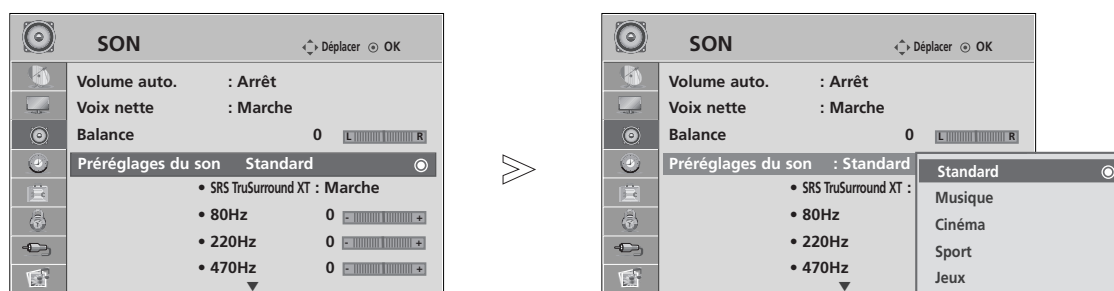 SON
Déplacer OK
Volume auto. : Arrêt
Voix nette : Marche
Balance 0 L R
Préréglages du son Standard
• SRS TruSurround XT : Marche
• 80Hz 0 - +
• 220Hz 0 - +
• 470Hz 0 - +
SON
Déplacer OK
Volume auto. : Arrêt
Voix nette : Marche
Balance 0 L R
Préréglages du son : Standard
• SRS TruSurround XT :
• 80Hz
• 220Hz
• 470Hz
Standard
Musique
Cinéma
Sport
Jeux